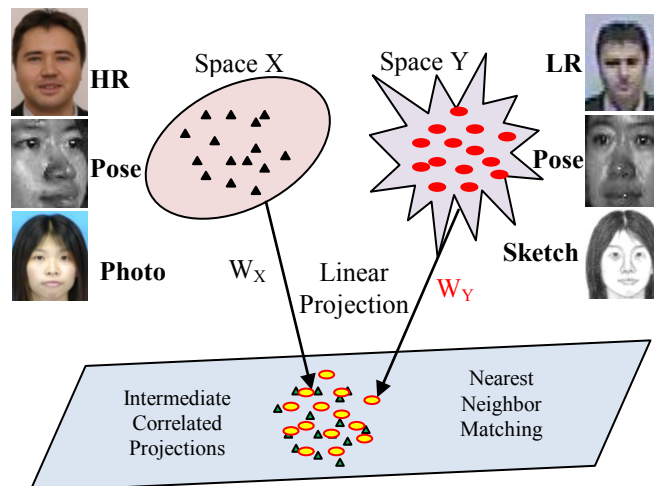 HR
Pose
Photo
Space X
Space Y
LR
Pose
Sketch
W_X
Linear
Projection
W_Y
Intermediate
Correlated
Projections
Nearest
Neighbor
Matching